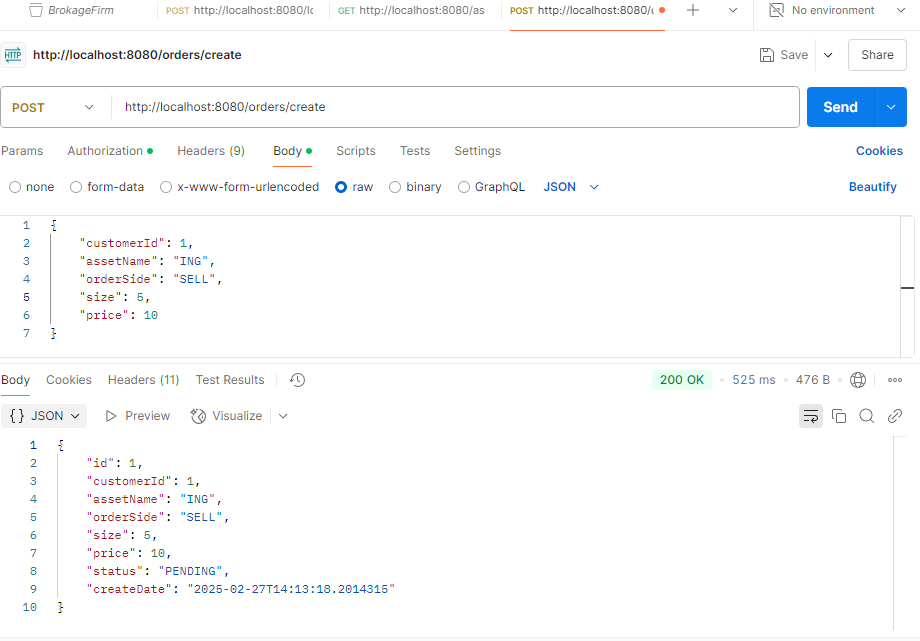 BrokageFirm POST http://localhost:8080/lo GET http://localhost:8080/as POST http://localhost:8080/ No environment
HTTP http://localhost:8080/orders/create Save Share
POST http://localhost:8080/orders/create Send
Params Authorization Headers (9) Body Scripts Tests Settings Cookies
none form-data x-www-form-urlencoded raw binary GraphQL JSON Beautify
1 {
2 "customerId": 1,
3 "assetName": "ING",
4 "orderSide": "SELL",
5 "size": 5,
6 "price": 10
7 }
Body Cookies Headers (11) Test Results 200 OK • 525 ms • 476 B •
{} JSON Preview Visualize
1 {
2 "id": 1,
3 "customerId": 1,
4 "assetName": "ING",
5 "orderSide": "SELL",
6 "size": 5,
7 "price": 10,
8 "status": "PENDING",
9 "createDate": "2025-02-27T14:13:18.2014315"
10 }